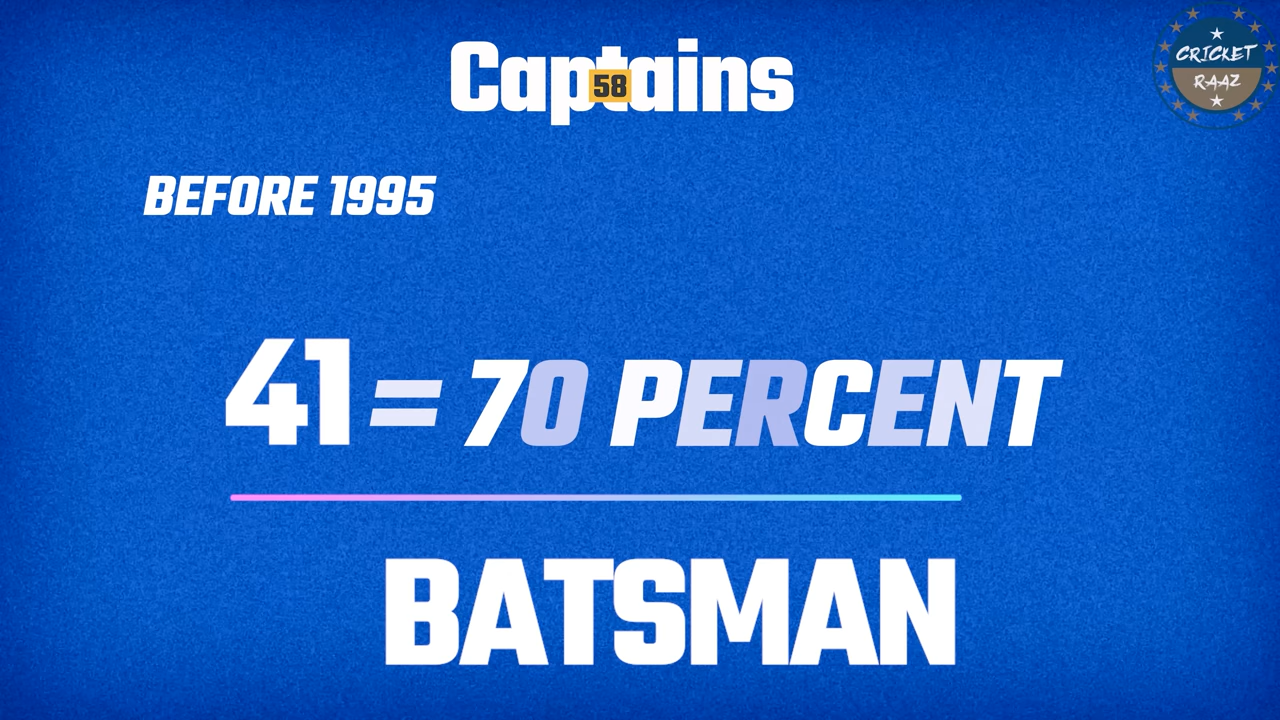 Captains
58
CRICKET
RAAZ
BEFORE 1995
41 = 70 PERCENT
BATSMAN